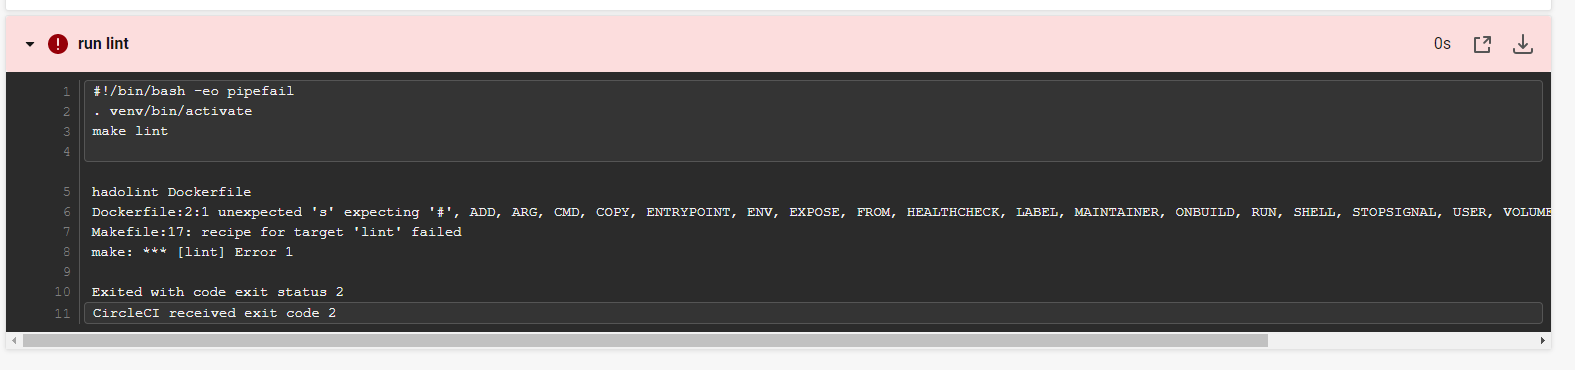 run lint
0s
1 #!/bin/bash -eo pipefail
2 . venv/bin/activate
3 make lint
4
5 hadolint Dockerfile
6 Dockerfile:2:1 unexpected 's' expecting '#', ADD, ARG, CMD, COPY, ENTRYPOINT, ENV, EXPOSE, FROM, HEALTHCHECK, LABEL, MAINTAINER, ONBUILD, RUN, SHELL, STOPSIGNAL, USER, VOLUME
7 Makefile:17: recipe for target 'lint' failed
8 make: *** [lint] Error 1
9
10 Exited with code exit status 2
11 CircleCI received exit code 2